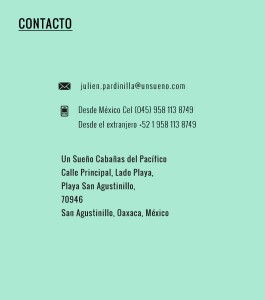 CONTACTO
julien.pardinilla@unsueno.com
Desde México Cel (045) 958 113 8749
Desde el extranjero +52 1 958 113 8749
Un Sueño Cabañas del Pacífico
Calle Principal, Lado Playa,
Playa San Agustinillo,
70946
San Agustinillo, Oaxaca, México